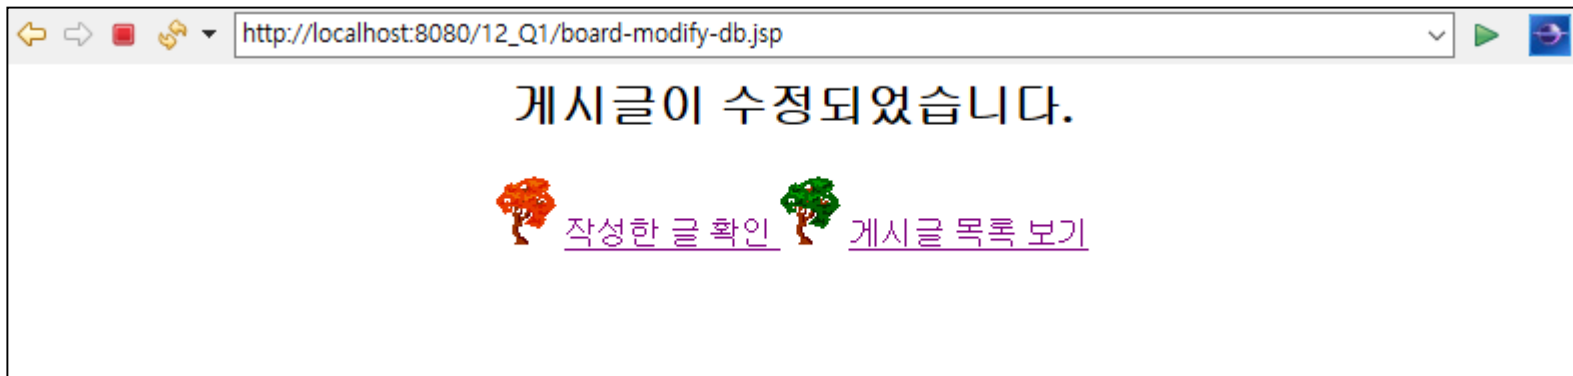 http://localhost:8080/12_Q1/board-modify-db.jsp
게시글이 수정되었습니다.
작성한 글 확인 게시글 목록 보기